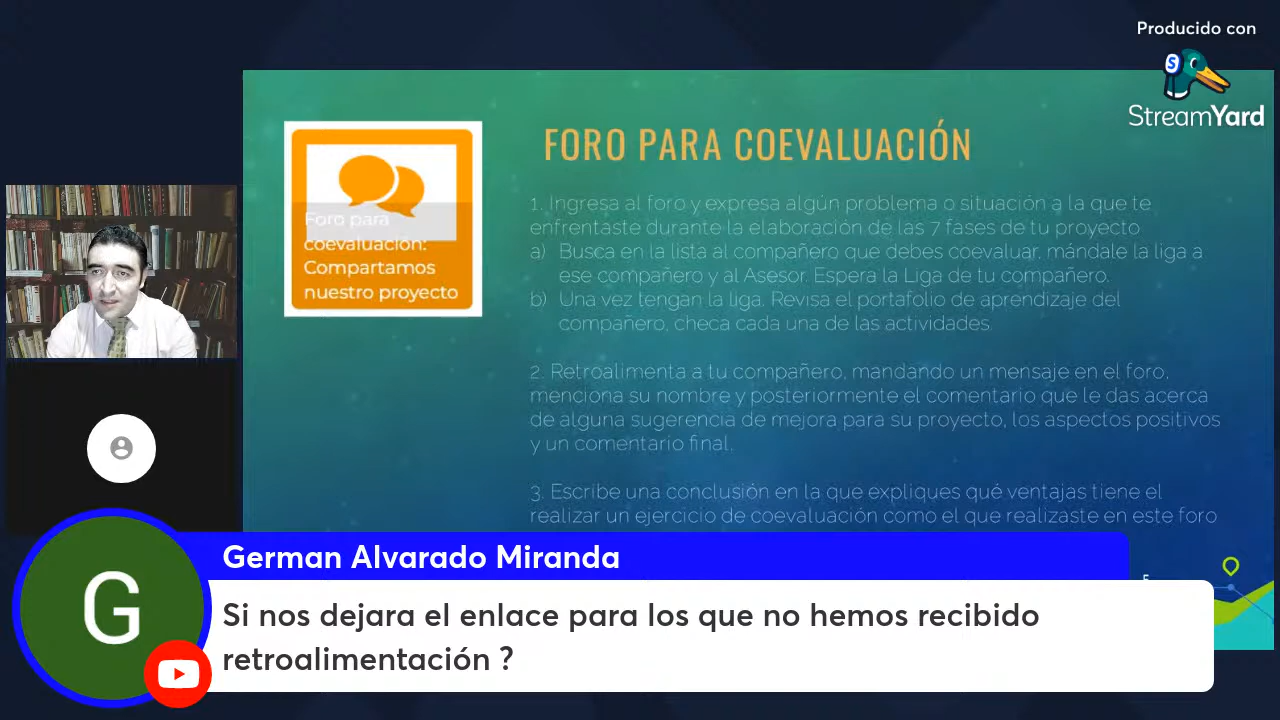 Producido con
StreamYard
FORO PARA COEVALUACIÓN
Foro para
coevaluación:
Compartamos
nuestro proyecto
1. Ingresa al foro y expresa algún problema o situación a la que te
enfrentaste durante la elaboración de las 7 fases de tu proyecto
a) Busca en la lista al compañero que debes coevaluar, mándale la liga a
ese compañero y al Asesor. Espera la Liga de tu compañero.
b) Una vez tengan la liga. Revisa el portafolio de aprendizaje del
compañero, checa cada una de las actividades.
2. Retroalimenta a tu compañero, mandando un mensaje en el foro,
menciona su nombre y posteriormente el comentario que le das acerca
de alguna sugerencia de mejora para su proyecto, los aspectos positivos
y un comentario final.
3. Escribe una conclusión en la que expliques qué ventajas tiene el
realizar un ejercicio de coevaluación como el que realizaste en este foro
G
German Alvarado Miranda
Si nos dejara el enlace para los que no hemos recibido
retroalimentación ?